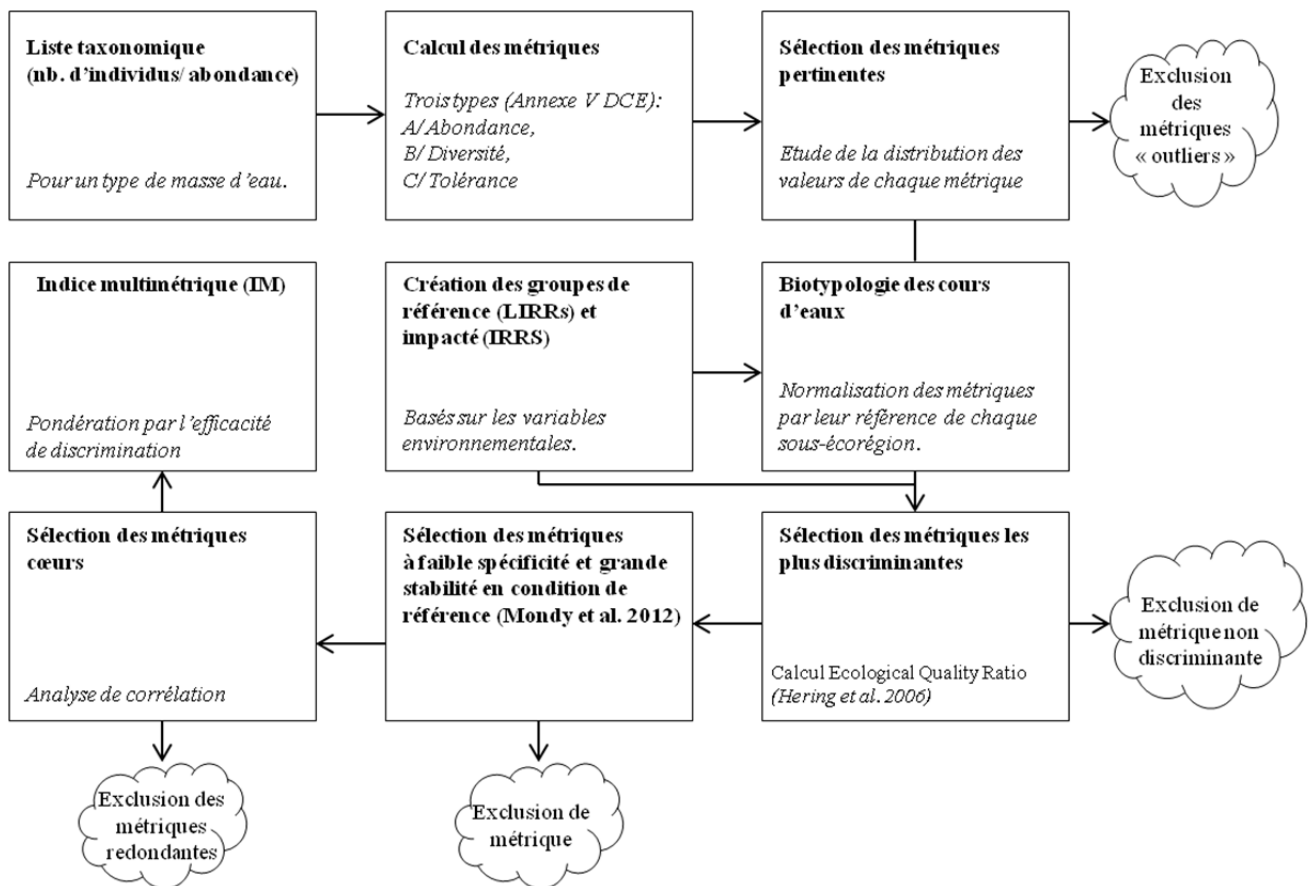 Liste taxonomique
(nb. d’individus/ abondance)
Pour un type de masse d’eau.
Calcul des métriques
Trois types (Annexe V DCE):
A/ Abondance,
B/ Diversité,
C/ Tolérance
Sélection des métriques
pertinentes
Etude de la distribution des
valeurs de chaque métrique
Exclusion
des
métriques
« outliers »
Indice multimétrique (IM)
Pondération par l’efficacité
de discrimination
Création des groupes de
référence (LIRRs) et
impacté (IRRS)
Basés sur les variables
environnementales.
Biotypologie des cours
d’eaux
Normalisation des métriques
par leur référence de chaque
sous-écorégion.
Sélection des métriques
cœurs
Analyse de corrélation
Sélection des métriques
à faible spécificité et grande
stabilité en condition de
référence (Mondy et al. 2012)
Sélection des métriques les
plus discriminantes
Calcul Ecological Quality Ratio
(Hering et al. 2006)
Exclusion de
métrique non
discriminante
Exclusion des
métriques
redondantes
Exclusion de
métrique